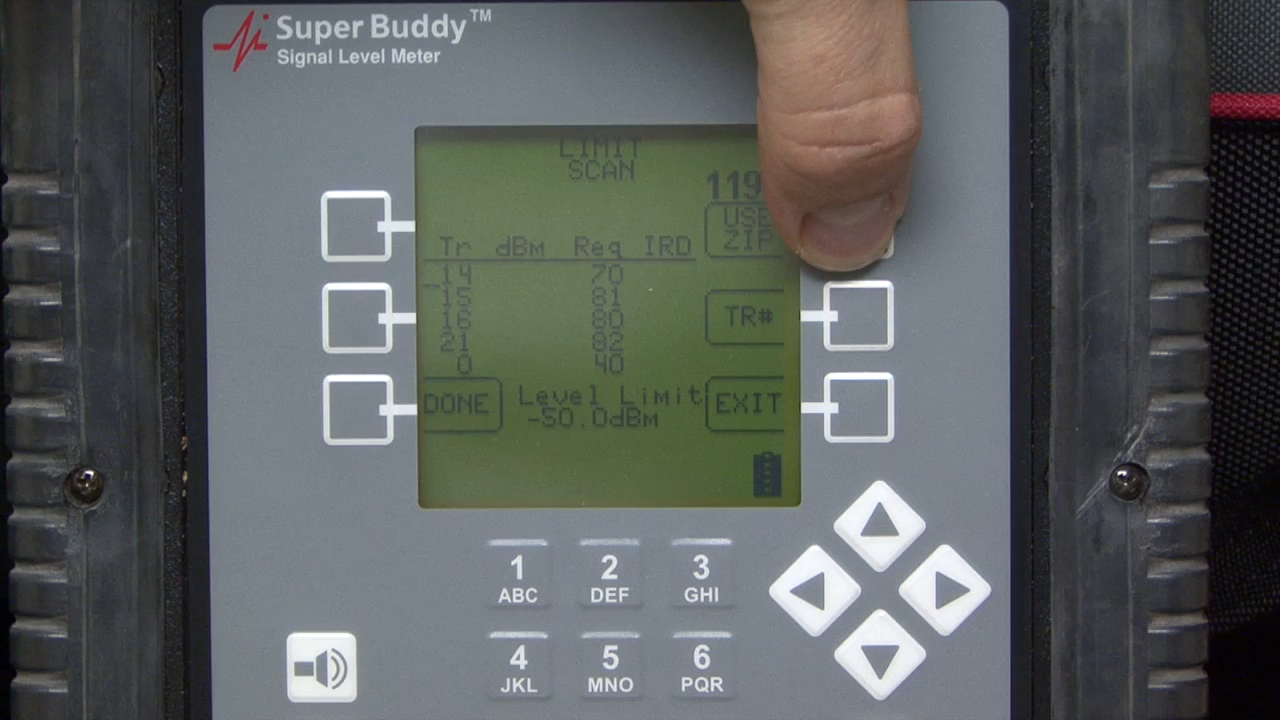 Super Buddy™
Signal Level Meter
LIMIT
SCAN
119
USE
ZIP
Tr dBm Req IRD
14 70
15 81
16 80
21 82
0 40
TR#
DONE
Level Limit
-50.0dBm
EXIT
1 2 3
ABC DEF GHI
4 5 6
JKL MNO PQR